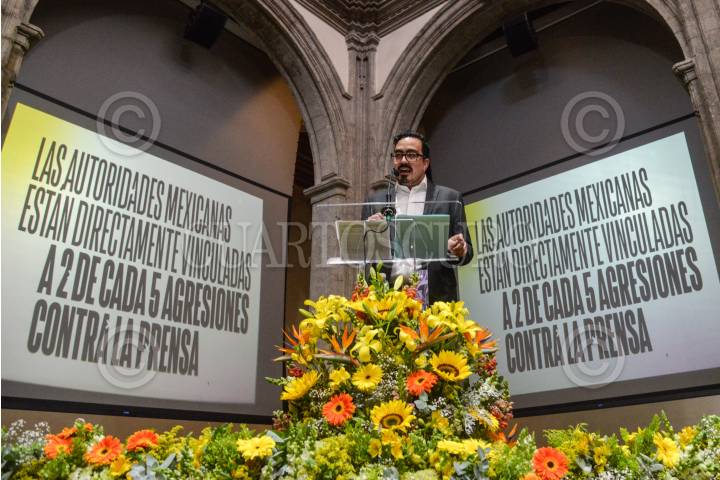 LAS AUTORIDADES MEXICANAS
ESTÁN DIRECTAMENTE VINCULADAS
A 2 DE CADA 5 AGRESIONES
CONTRA LA PRENSA
LAS AUTORIDADES MEXICANAS
ESTÁN DIRECTAMENTE VINCULADAS
A 2 DE CADA 5 AGRESIONES
CONTRA LA PRENSA